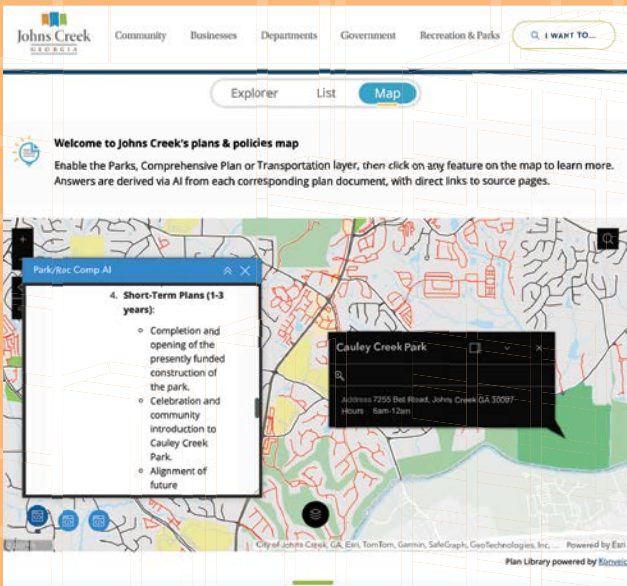 Johns Creek
GEORGIA
Community
Businesses
Departments
Government
Recreation & Parks
I WANT TO...
Explorer
List
Map
Welcome to Johns Creek's plans & policies map
Enable the Parks, Comprehensive Plan or Transportation layer, then click on any feature on the map to learn more.
Answers are derived via AI from each corresponding plan document, with direct links to source pages.
Park/Rec Comp AI
4. Short-Term Plans (1-3
years):
Completion and
opening of the
presently funded
construction of
the park.
Celebration and
community
introduction to
Cauley Creek
Park.
Alignment of
future
Cauley Creek Park
Address 7255 Bell Road, Johns Creek GA 30097
Hours 6am-12am
City of Johns Creek, GA, Esri, TomTom, Garmin, SafeGraph, GeoTechnologies, Inc, ... Powered by Esri
Plan Library powered by Konveio